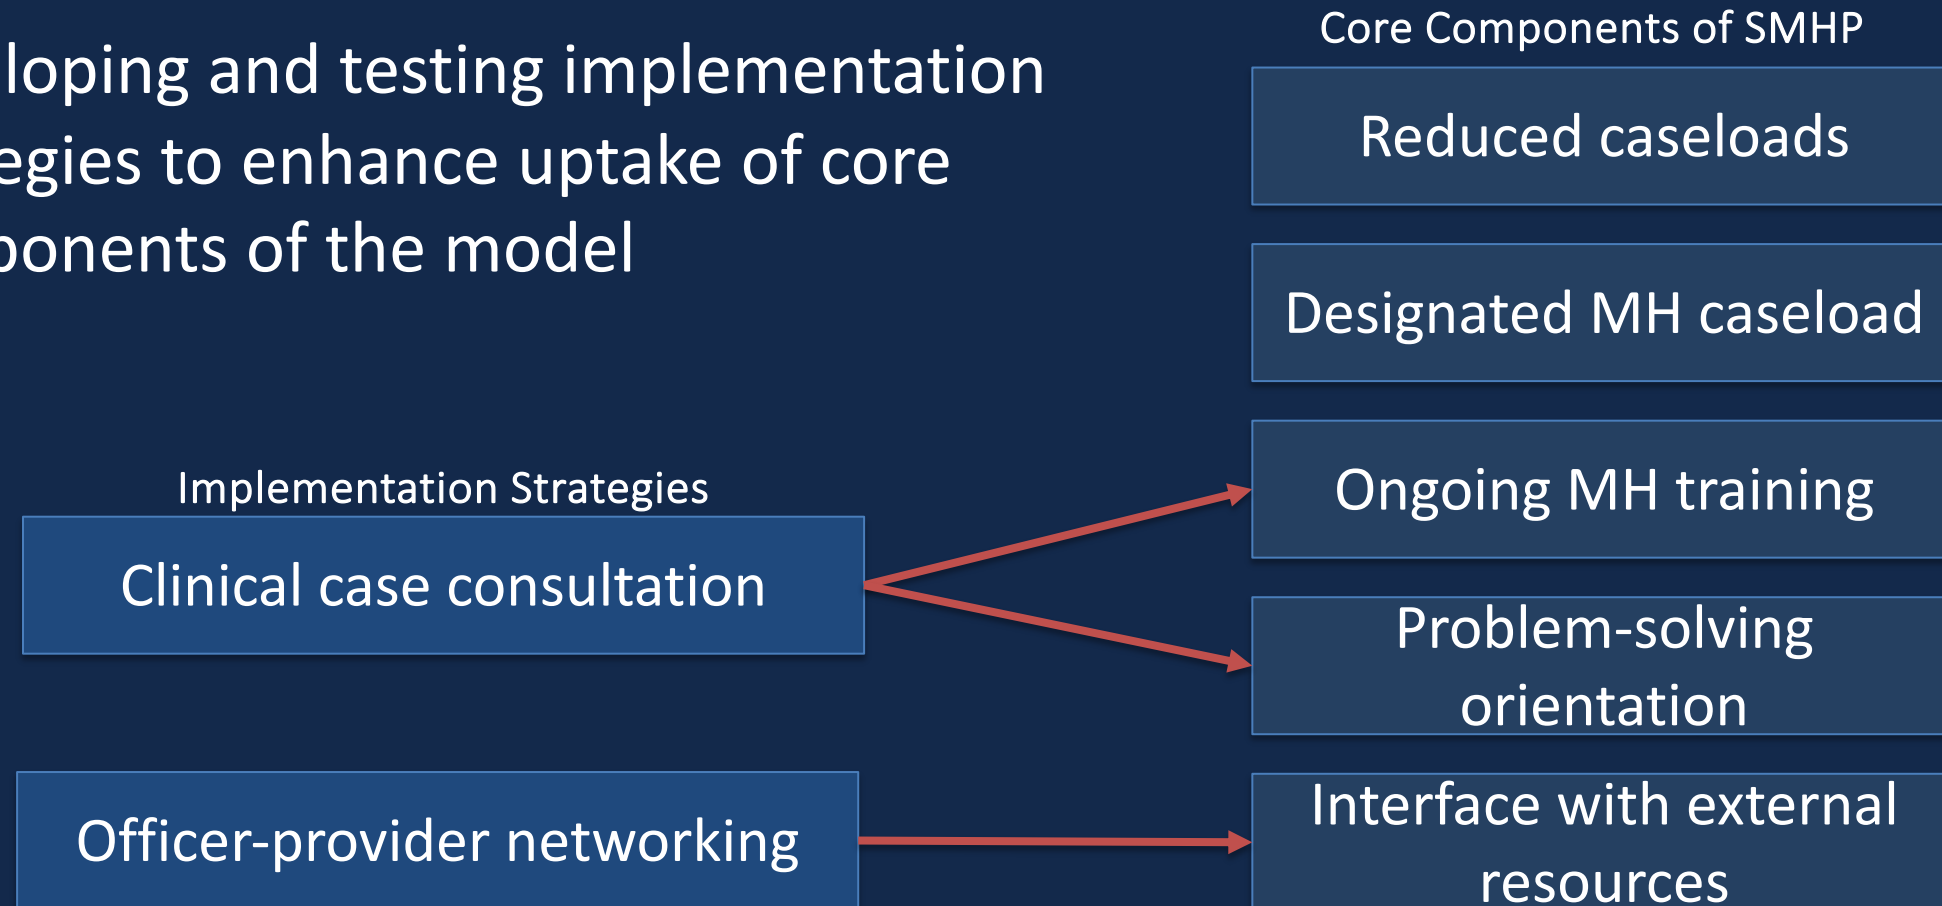 loping and testing implementation
egies to enhance uptake of core
ponents of the model
Core Components of SMHP
Reduced caseloads
Designated MH caseload
Ongoing MH training
Problem-solving
orientation
Interface with external
resources
Implementation Strategies
Clinical case consultation
Officer-provider networking